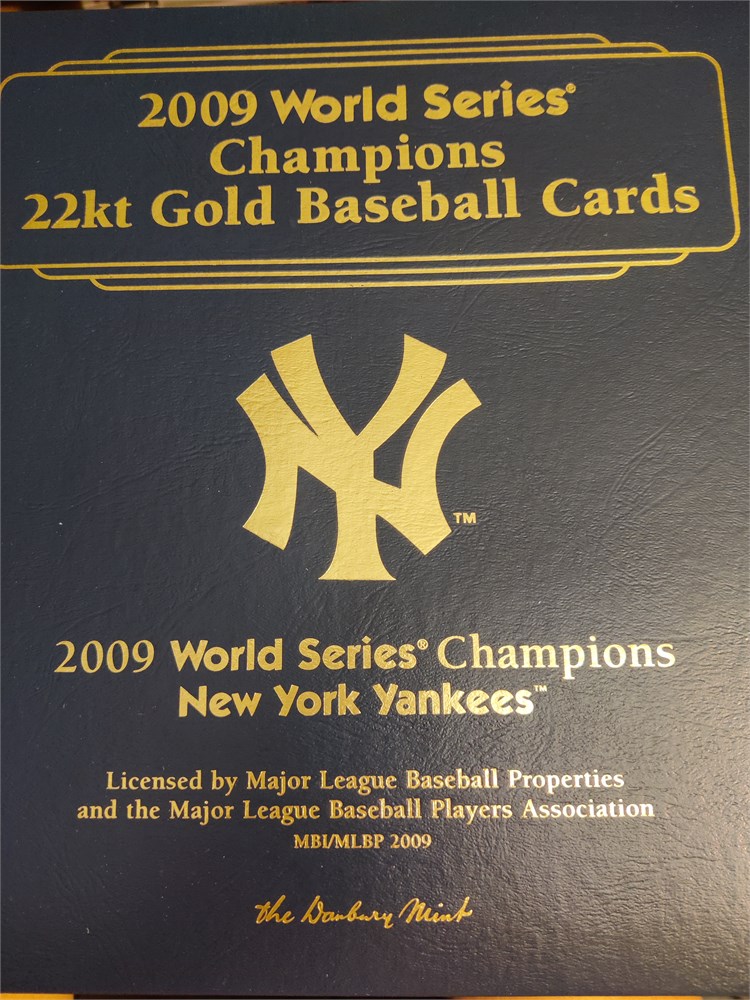 2009 World Series®
Champions
22kt Gold Baseball Cards
NY
TM
2009 World Series® Champions
New York Yankees™
Licensed by Major League Baseball Properties
and the Major League Baseball Players Association
MBI/MLBP 2009
the Danbury Mint